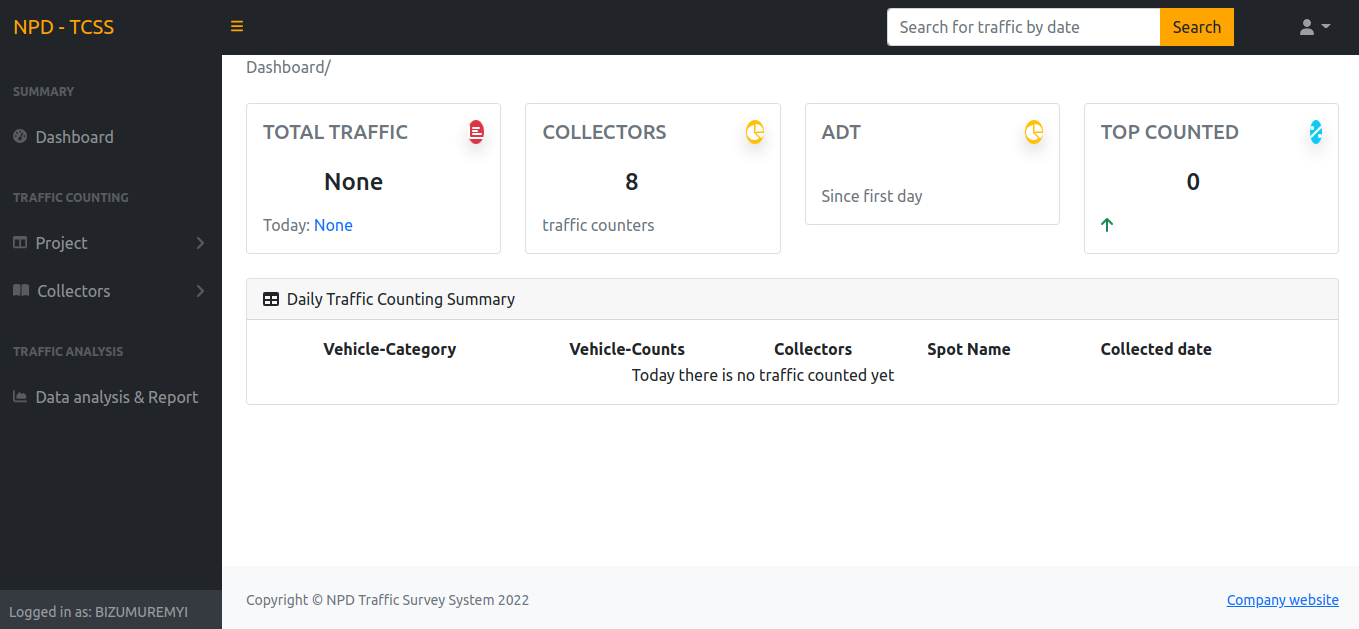 NPD - TCSS
Search for traffic by date
Search
SUMMARY
Dashboard
TRAFFIC COUNTING
Project
Collectors
TRAFFIC ANALYSIS
Data analysis & Report
Logged in as: BIZUMUREMYI
Dashboard/
TOTAL TRAFFIC
None
Today: None
COLLECTORS
8
traffic counters
ADT
Since first day
TOP COUNTED
0
Daily Traffic Counting Summary
Vehicle-Category Vehicle-Counts Collectors Spot Name Collected date
Today there is no traffic counted yet
Copyright © NPD Traffic Survey System 2022
Company website